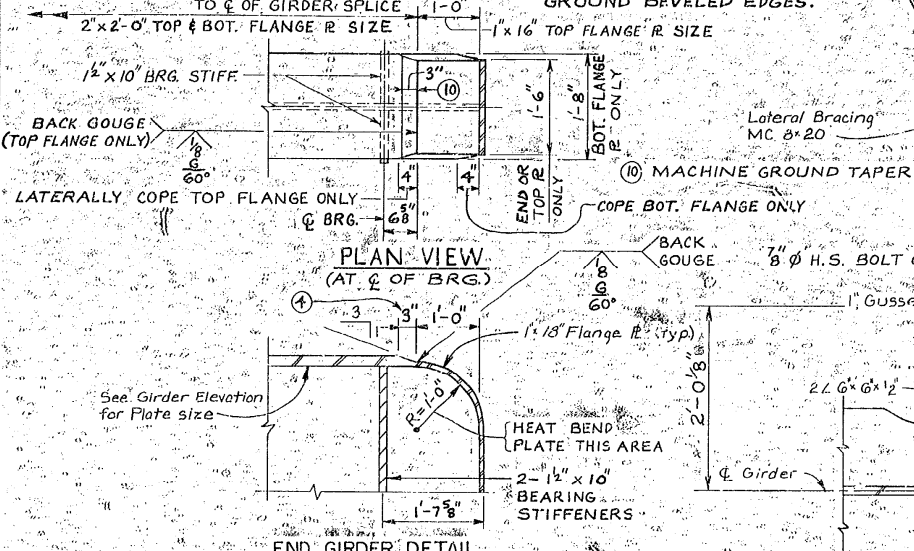 TO ℄ OF GIRDER SPLICE
1'-0"
GROUND BEVELED EDGES.
2"x2'-0" TOP & BOT. FLANGE ℞ SIZE
1"x16" TOP FLANGE ℞ SIZE
1½"x10" BRG. STIFF.
3"
10
1'-6"
1'-8"
BOT. FLANGE
℞ ONLY
BACK GOUGE
(TOP FLANGE ONLY)
1/8
G
60°
Lateral Bracing
MC 8x20
4"
4"
END OR
TOP ℞
ONLY
10 MACHINE GROUND TAPER
LATERALLY COPE TOP FLANGE ONLY
6⅝"
COPE BOT. FLANGE ONLY
℄ BRG.
PLAN VIEW
(AT ℄ OF BRG.)
BACK
GOUGE
1/8
G
60°
⅞" Ø H.S. BOLT
4
3
1
3"
1'-0"
1"x18" Flange ℞ (typ)
2'-0⅛"
See Girder Elevation
for Plate size
R=1'-0"
HEAT BEND
PLATE THIS AREA
2∠ 6"x6"x½"
2-1½"x10"
BEARING
STIFFENERS
℄ Girder
1'-7⅝"
END GIRDER DETAIL